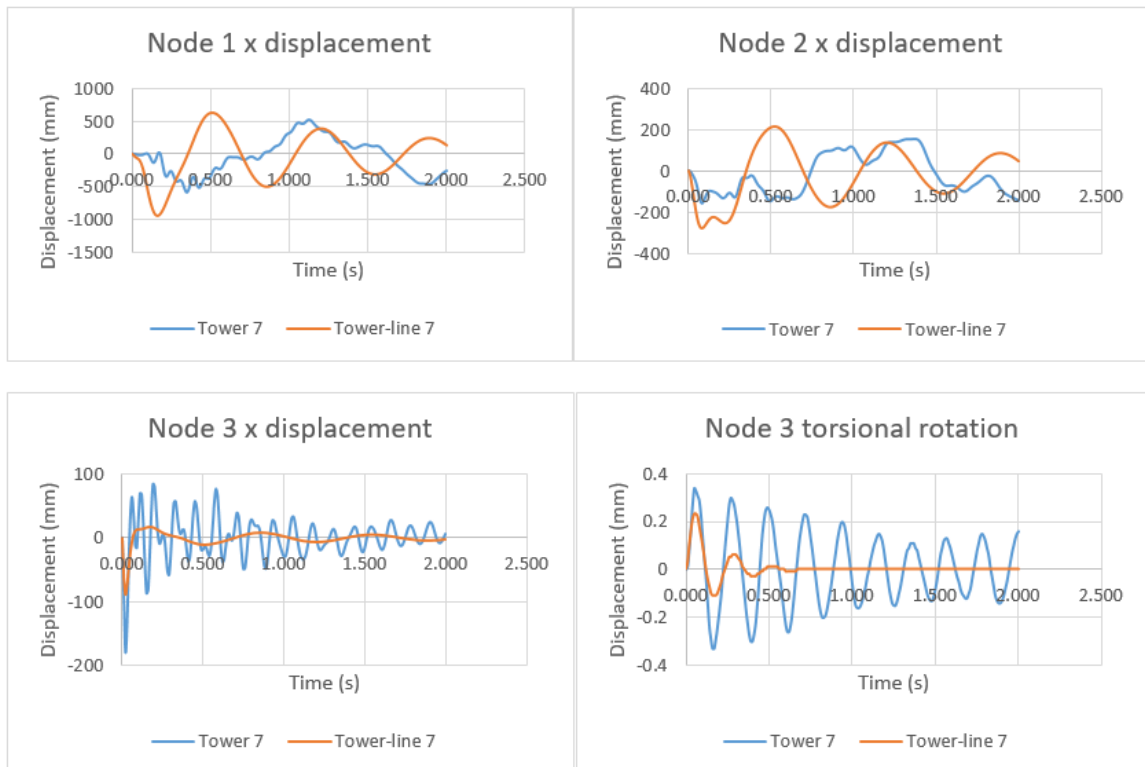 Node 1 x displacement
Displacement (mm)
1000
500
0
-500
-1000
-1500
0.000 0.500 1.000 1.500 2.000 2.500
Time (s)
Tower 7 Tower-line 7
Node 2 x displacement
Displacement (mm)
400
200
0
-200
-400
0.000 0.500 1.000 1.500 2.000 2.500
Time (s)
Tower 7 Tower-line 7
Node 3 x displacement
Displacement (mm)
100
0
-100
-200
0.000 0.500 1.000 1.500 2.000 2.500
Time (s)
Tower 7 Tower-line 7
Node 3 torsional rotation
Displacement (mm)
0.4
0.2
0
-0.2
-0.4
0.000 0.500 1.000 1.500 2.000 2.500
Time (s)
Tower 7 Tower-line 7